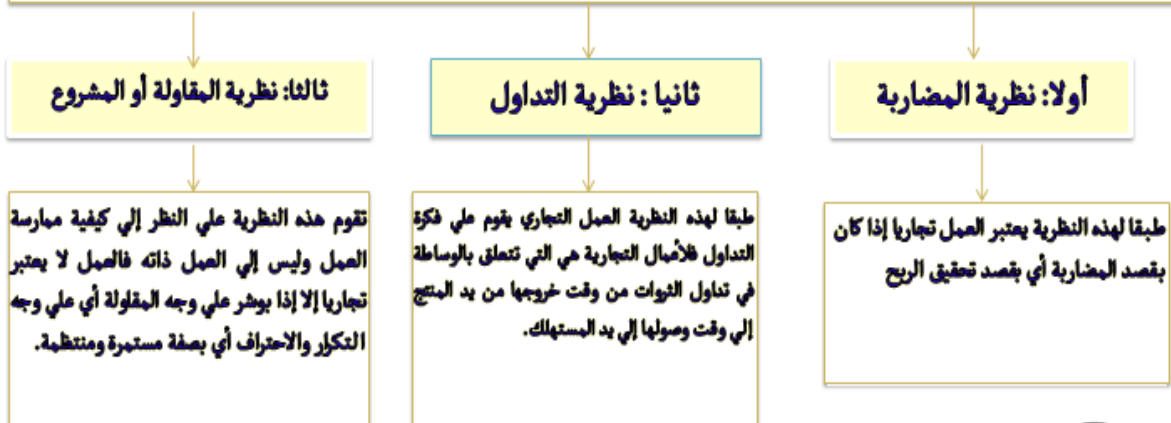 أولا: نظرية المضاربة
طبقا لهذه النظرية يعتبر العمل تجاريا إذا كان
بقصد المضاربة أي بقصد تحقيق الربح
ثانيا : نظرية التداول
طبقا لهذه النظرية العمل التجاري يقوم علي فكرة
التداول فلأعمال التجارية هي التي تتعلق بالوساطة
في تداول الثروات من وقت خروجها من يد المنتج
إلي وقت وصولها إلي يد المستهلك.
ثالثا: نظرية المقاولة أو المشروع
تقوم هذه النظرية علي النظر إلي كيفية ممارسة
العمل وليس إلي العمل ذاته فالعمل لا يعتبر
تجاريا إلا إذا بوشر علي وجه المقاولة أي علي وجه
التكرار والاحتراف أي بصفة مستمرة ومنتظمة.